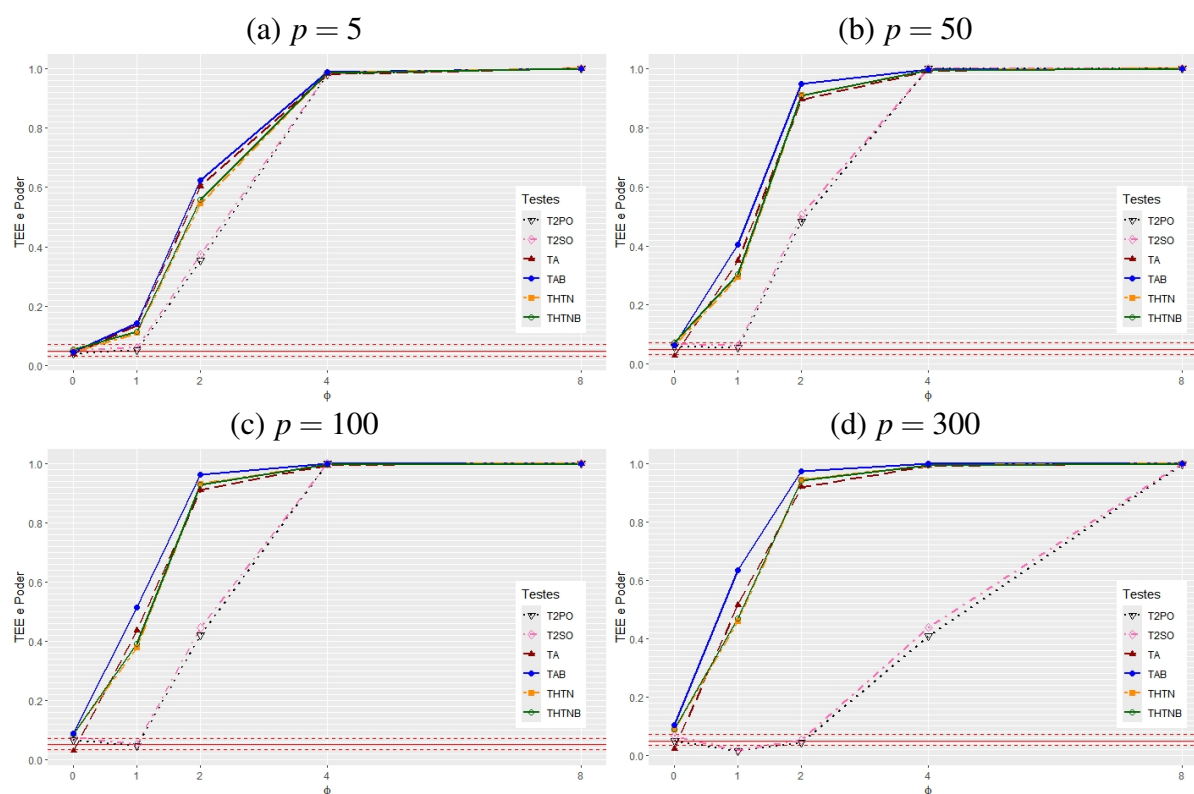 (a) p = 5
TEE e Poder
1.0
0.8
0.6
0.4
0.2
0.0
0 1 2 4 8
ϕ
Testes
T2PO
T2SO
TA
TAB
THTN
THTNB
(b) p = 50
TEE e Poder
1.0
0.8
0.6
0.4
0.2
0.0
0 1 2 4 8
ϕ
Testes
T2PO
T2SO
TA
TAB
THTN
THTNB
(c) p = 100
TEE e Poder
1.0
0.8
0.6
0.4
0.2
0.0
0 1 2 4 8
ϕ
Testes
T2PO
T2SO
TA
TAB
THTN
THTNB
(d) p = 300
TEE e Poder
1.0
0.8
0.6
0.4
0.2
0.0
0 1 2 4 8
ϕ
Testes
T2PO
T2SO
TA
TAB
THTN
THTNB